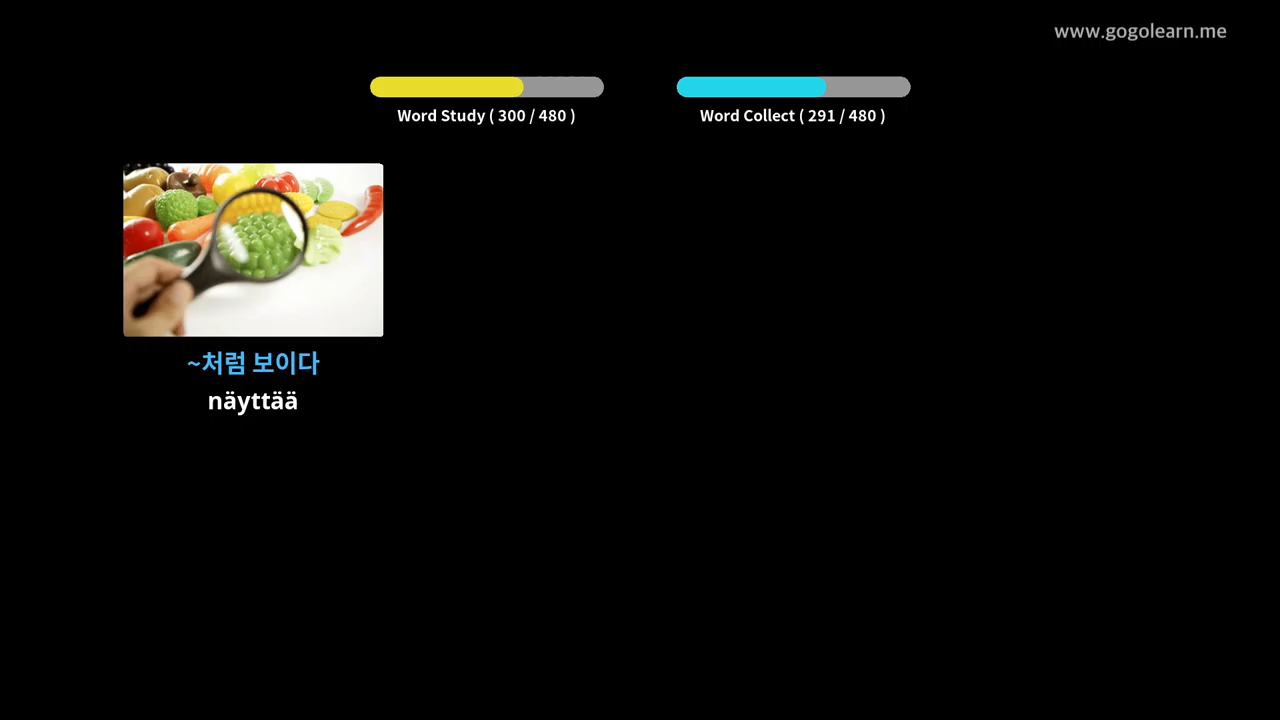 www.gogolearn.me
Word Study ( 300 / 480 )
Word Collect ( 291 / 480 )
~처럼 보이다
näyttää